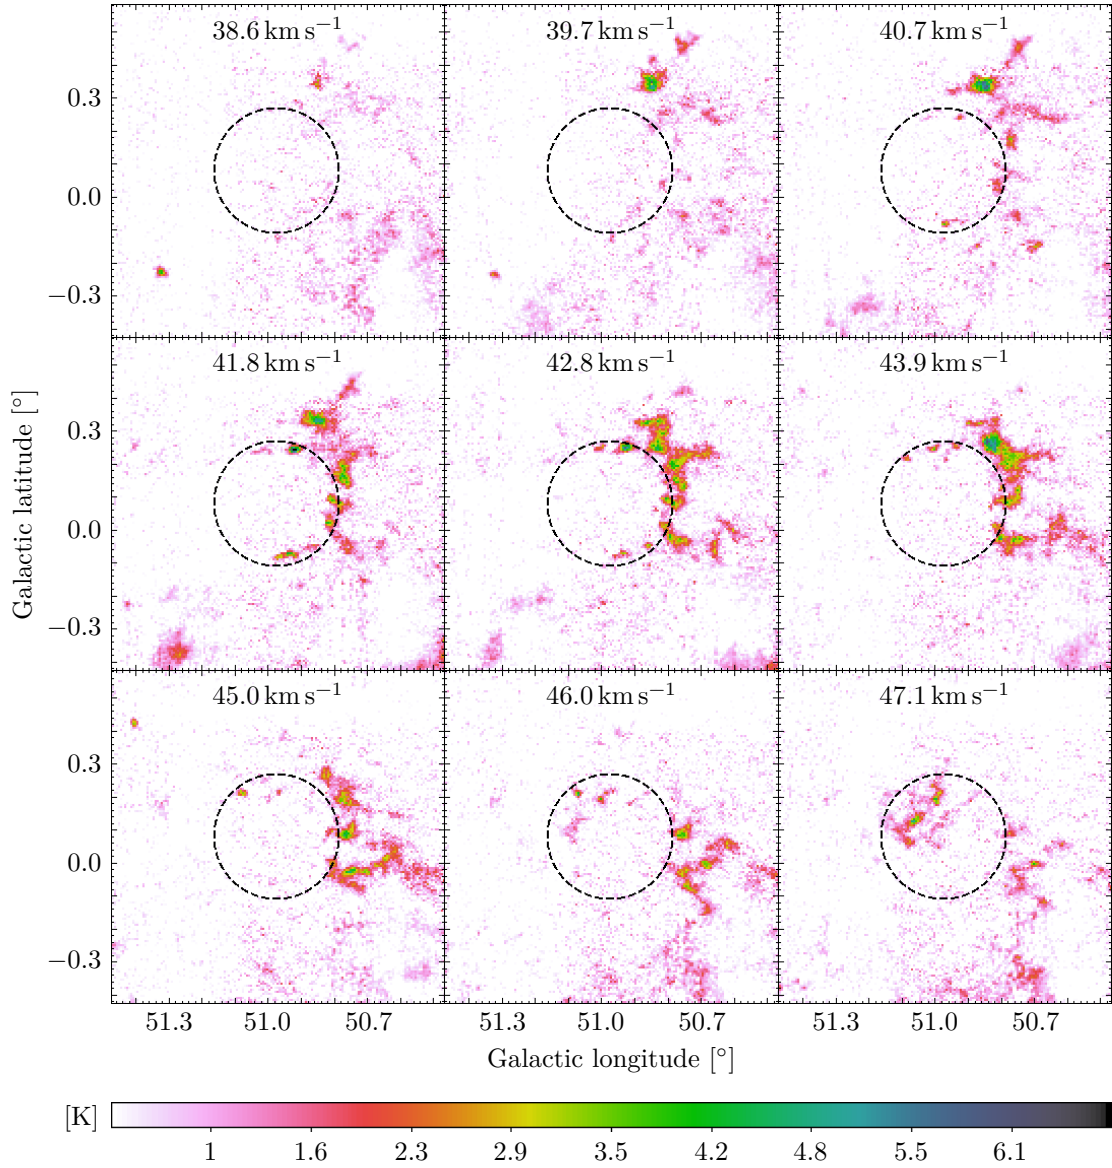 38.6 km s⁻¹ 39.7 km s⁻¹ 40.7 km s⁻¹
0.3
0.0
−0.3
41.8 km s⁻¹ 42.8 km s⁻¹ 43.9 km s⁻¹
0.3
0.0
−0.3
Galactic latitude [°]
45.0 km s⁻¹ 46.0 km s⁻¹ 47.1 km s⁻¹
0.3
0.0
−0.3
51.3 51.0 50.7 51.3 51.0 50.7 51.3 51.0 50.7
Galactic longitude [°]
[K]
1 1.6 2.3 2.9 3.5 4.2 4.8 5.5 6.1